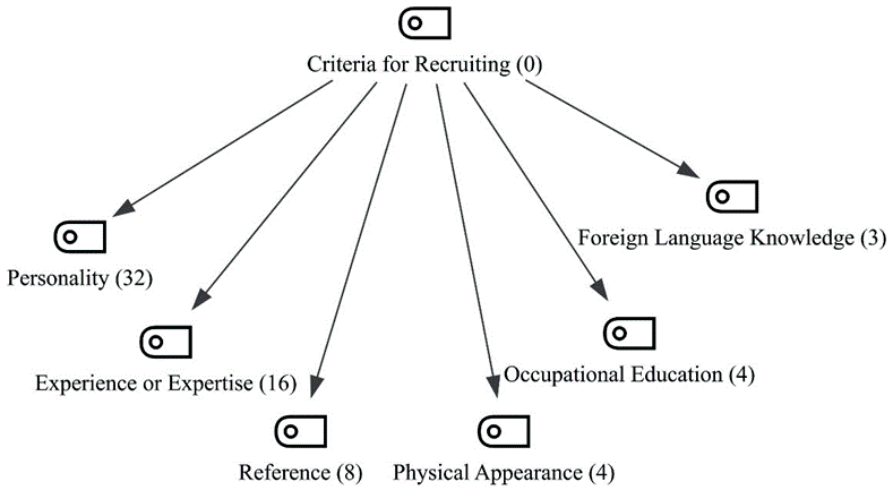 Criteria for Recruiting (0)
Foreign Language Knowledge (3)
Personality (32)
Occupational Education (4)
Experience or Expertise (16)
Reference (8)
Physical Appearance (4)